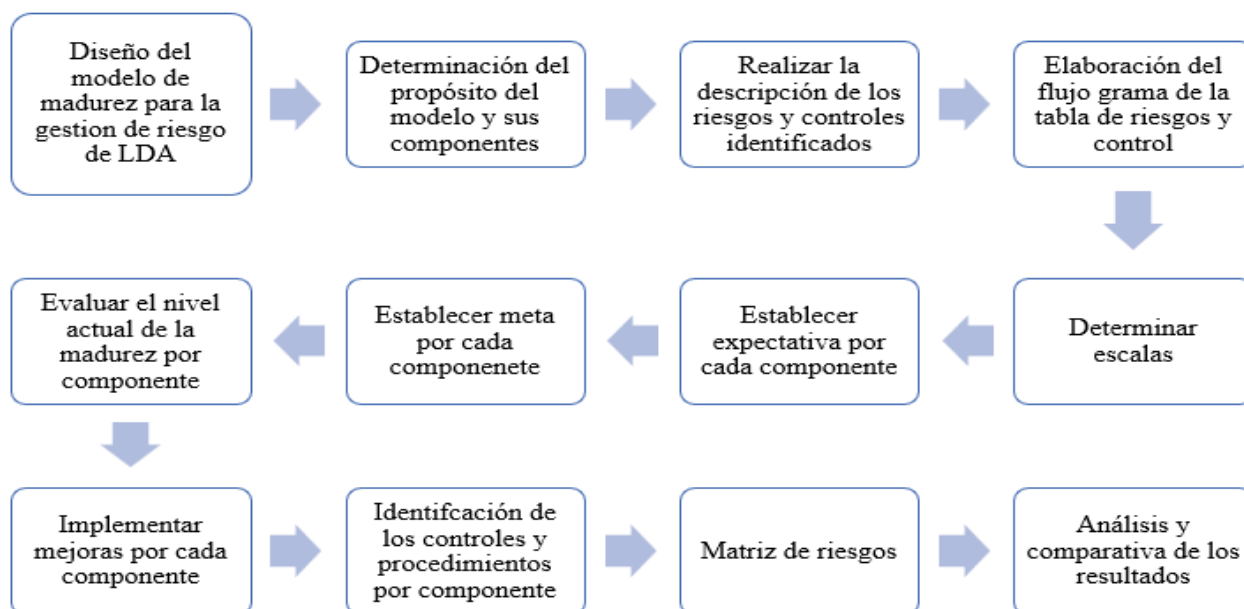 Diseño del
modelo de
madurez para la
gestion de riesgo
de LDA
Determinación del
propósito del
modelo y sus
componentes
Realizar la
descripción de los
riesgos y controles
identificados
Elaboración del
flujo grama de la
tabla de riesgos y
control
Determinar
escalas
Establecer
expectativa por
cada componente
Establecer meta
por cada
componenete
Evaluar el nivel
actual de la
madurez por
componente
Implementar
mejoras por cada
componente
Identifcación de
los controles y
procedimientos
por componente
Matriz de riesgos
Análisis y
comparativa de los
resultados